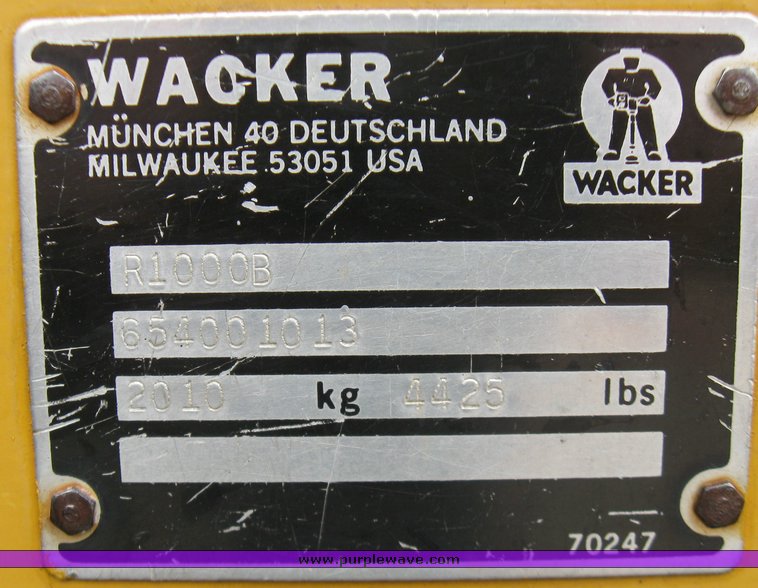 WACKER
MÜNCHEN 40 DEUTSCHLAND
MILWAUKEE 53051 USA
WACKER
R1000B
654001013
2010 kg 4425 lbs
70247
www.purplewave.com